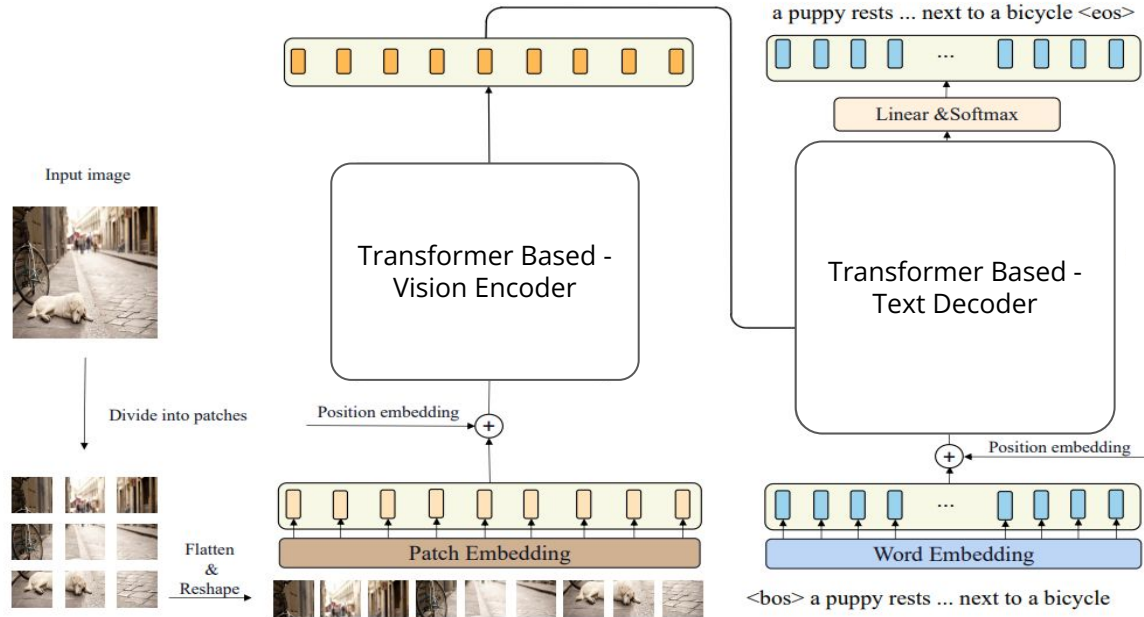 a puppy rests ... next to a bicycle <eos>
...
Linear &Softmax
Input image
Transformer Based -
Vision Encoder
Transformer Based -
Text Decoder
Divide into patches
Position embedding
+
+
Position embedding
...
Flatten
&
Reshape
Patch Embedding
Word Embedding
<bos> a puppy rests ... next to a bicycle